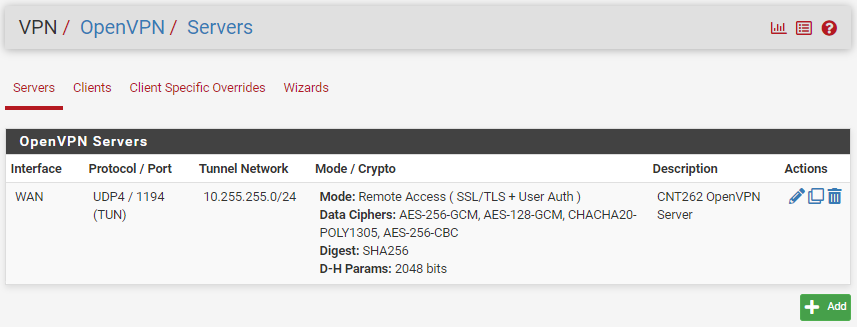 VPN / OpenVPN / Servers
Servers Clients Client Specific Overrides Wizards
OpenVPN Servers
Interface Protocol / Port Tunnel Network Mode / Crypto Description Actions
WAN UDP4 / 1194 10.255.255.0/24 Mode: Remote Access ( SSL/TLS + User Auth ) CNT262 OpenVPN
(TUN) Data Ciphers: AES-256-GCM, AES-128-GCM, CHACHA20- Server
POLY1305, AES-256-CBC
Digest: SHA256
D-H Params: 2048 bits
Add